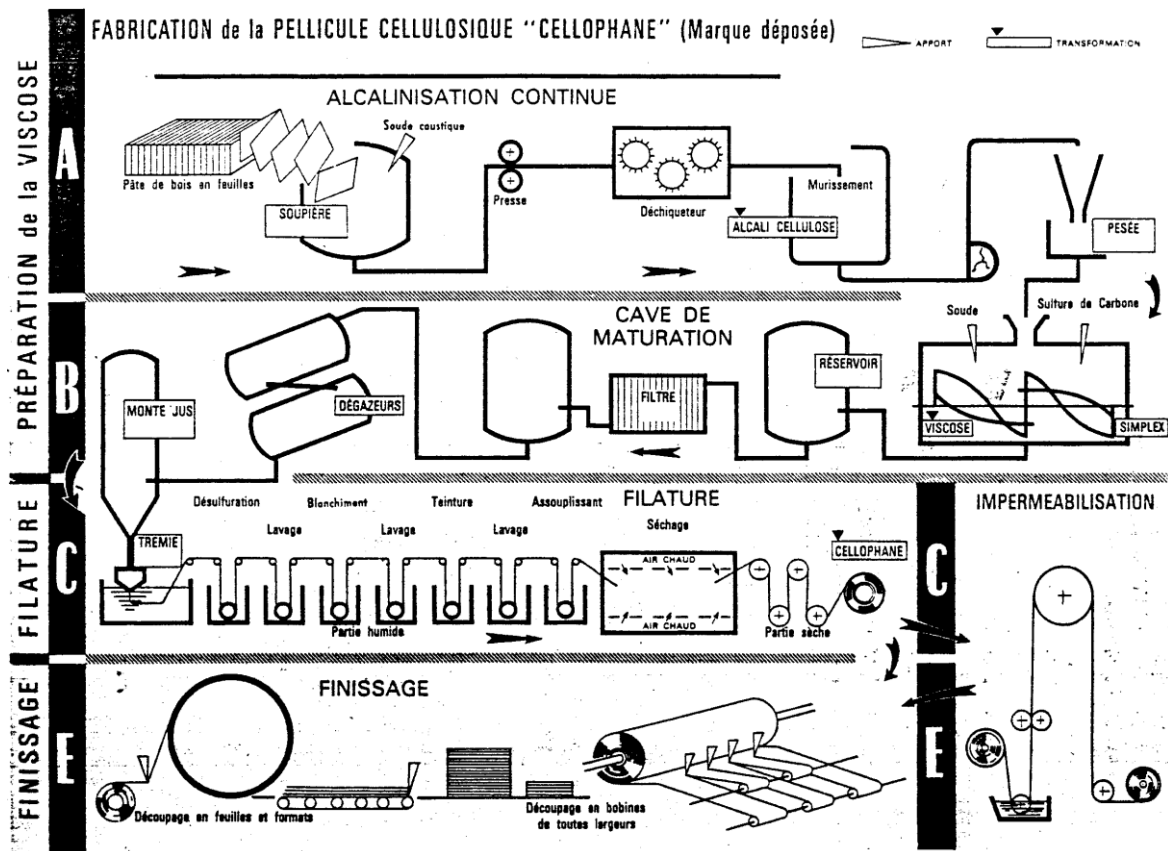 FABRICATION de la PELLICULE CELLULOSIQUE "CELLOPHANE" (Marque déposée)
APPORT
TRANSFORMATION
PRÉPARATION de la VISCOSE
A
ALCALINISATION CONTINUE
Soude caustique
Pâte de bois en feuilles
SOUPIÈRE
Presse
Déchiqueteur
Murissement
ALCALI CELLULOSE
PESÉE
B
CAVE DE
MATURATION
Soude
Sulfure de Carbone
MONTE JUS
DÉGAZEURS
FILTRE
RÉSERVOIR
VISCOSE
SIMPLEX
FILATURE
C
Désulfuration
Blanchiment
Teinture
Assouplissant
FILATURE
Lavage
Lavage
Lavage
Séchage
TREMIE
AIR CHAUD
AIR CHAUD
CELLOPHANE
Partie humide
Partie sèche
C
IMPERMEABILISATION
FINISSAGE
E
FINISSAGE
Découpage en feuilles et formats
Découpage en bobines
de toutes largeurs
E